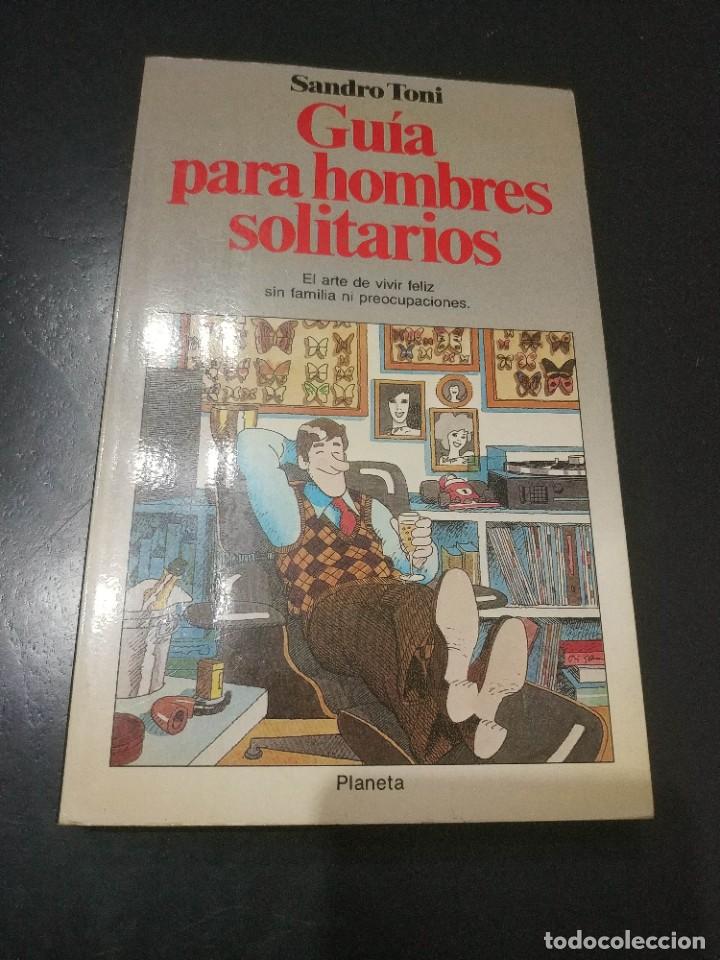 Sandro Toni
Guía
para hombres
solitarios
El arte de vivir feliz
sin familia ni preocupaciones.
Planeta
todocoleccion